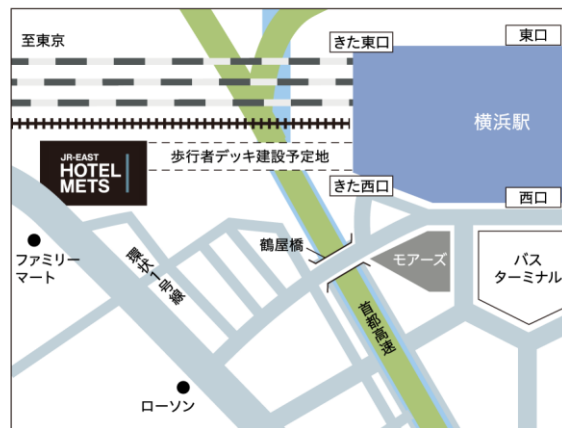 至東京
きた東口
東口
横浜駅
JR-EAST
HOTEL
METS
歩行者デッキ建設予定地
きた西口
西口
鶴屋橋
モアーズ
バス
ターミナル
ファミリー
マート
環状1号線
首都高速
ローソン